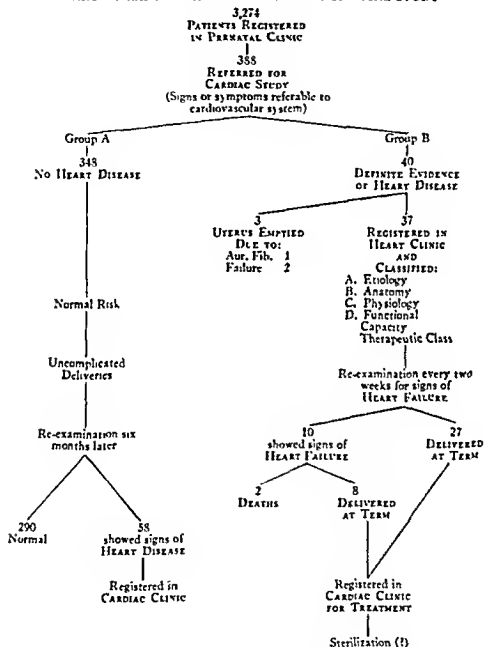 3,274
PATIENTS REGISTERED
IN PRENATAL CLINIC
388
REFERRED FOR
CARDIAC STUDY
(Signs or symptoms referable to
cardiovascular system)
Group A
348
NO HEART DISEASE
Normal Risk
Uncomplicated
Deliveries
Re-examination six
months later
290
Normal
58
showed signs of
HEART DISEASE
Registered in
CARDIAC CLINIC
Group B
40
DEFINITE EVIDENCE
OF HEART DISEASE
3
UTERUS EMPTIED
DUE TO:
Aur. Fib. 1
Failure 2
37
REGISTERED IN
HEART CLINIC
AND
CLASSIFIED:
A. Etiology
B. Anatomy
C. Physiology
D. Functional
Capacity
Therapeutic Class
Re-examination every two
weeks for signs of
HEART FAILURE
10
showed signs of
HEART FAILURE
27
DELIVERED
AT TERM
2
DEATHS
8
DELIVERED
AT TERM
Registered in
CARDIAC CLINIC
FOR TREATMENT
Sterilization (?)